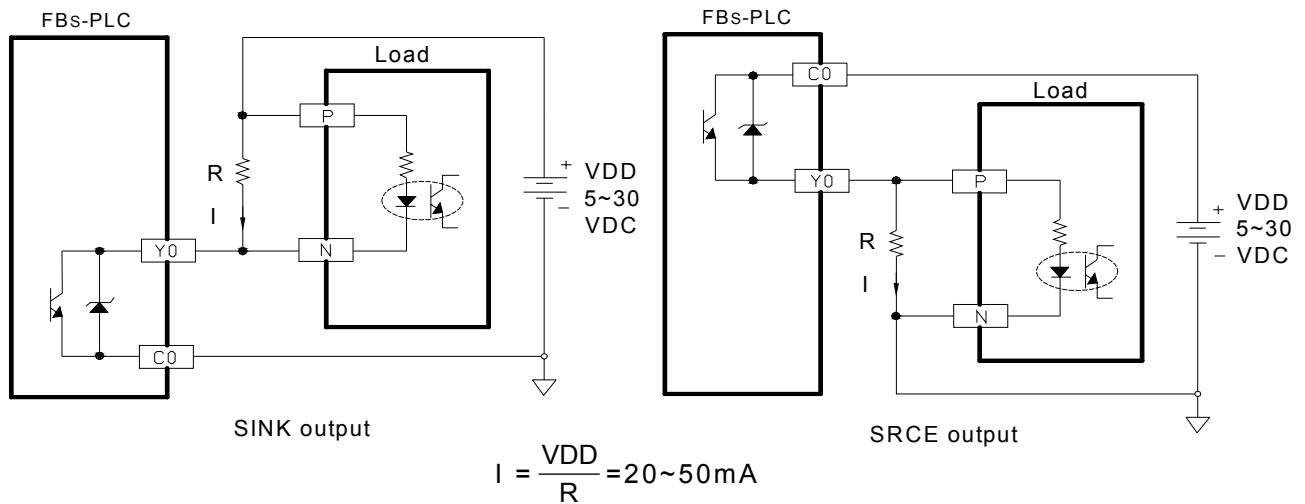 FBs-PLC
Load
P
R
I
N
Y0
C0
+ VDD
5~30
− VDC
SINK output
FBs-PLC
C0
Load
Y0
P
R
I
N
+ VDD
5~30
− VDC
SRCE output
I = VDD/R =20~50mA